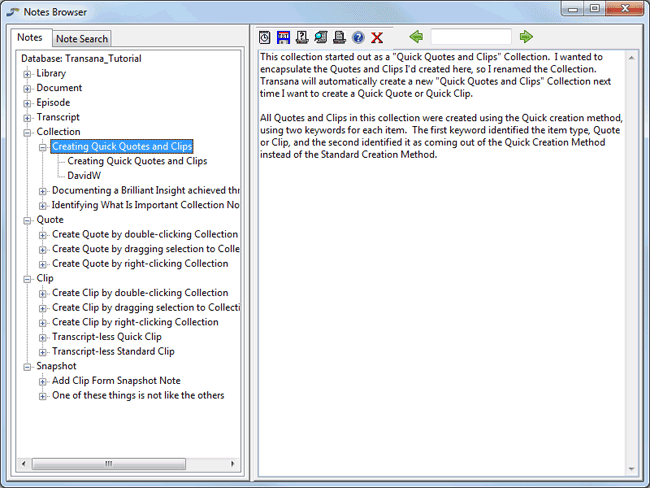 Notes Browser
Notes
Note Search
Database: Transana_Tutorial
Library
Document
Episode
Transcript
Collection
Creating Quick Quotes and Clips
Creating Quick Quotes and Clips
DavidW
Documenting a Brilliant Insight achieved thr
Identifying What Is Important Collection No
Quote
Create Quote by double-clicking Collection
Create Quote by dragging selection to Colle
Create Quote by right-clicking Collection
Clip
Create Clip by double-clicking Collection
Create Clip by dragging selection to Collecti
Create Clip by right-clicking Collection
Transcript-less Quick Clip
Transcript-less Standard Clip
Snapshot
Add Clip Form Snapshot Note
One of these things is not like the others
This collection started out as a "Quick Quotes and Clips" Collection.  I wanted to
encapsulate the Quotes and Clips I'd created here, so I renamed the Collection.
Transana will automatically create a new "Quick Quotes and Clips" Collection next
time I want to create a Quick Quote or Quick Clip.
All Quotes and Clips in this collection were created using the Quick creation method,
using two keywords for each item.  The first keyword identified the item type, Quote
or Clip, and the second identified it as coming out of the Quick Creation Method
instead of the Standard Creation Method.